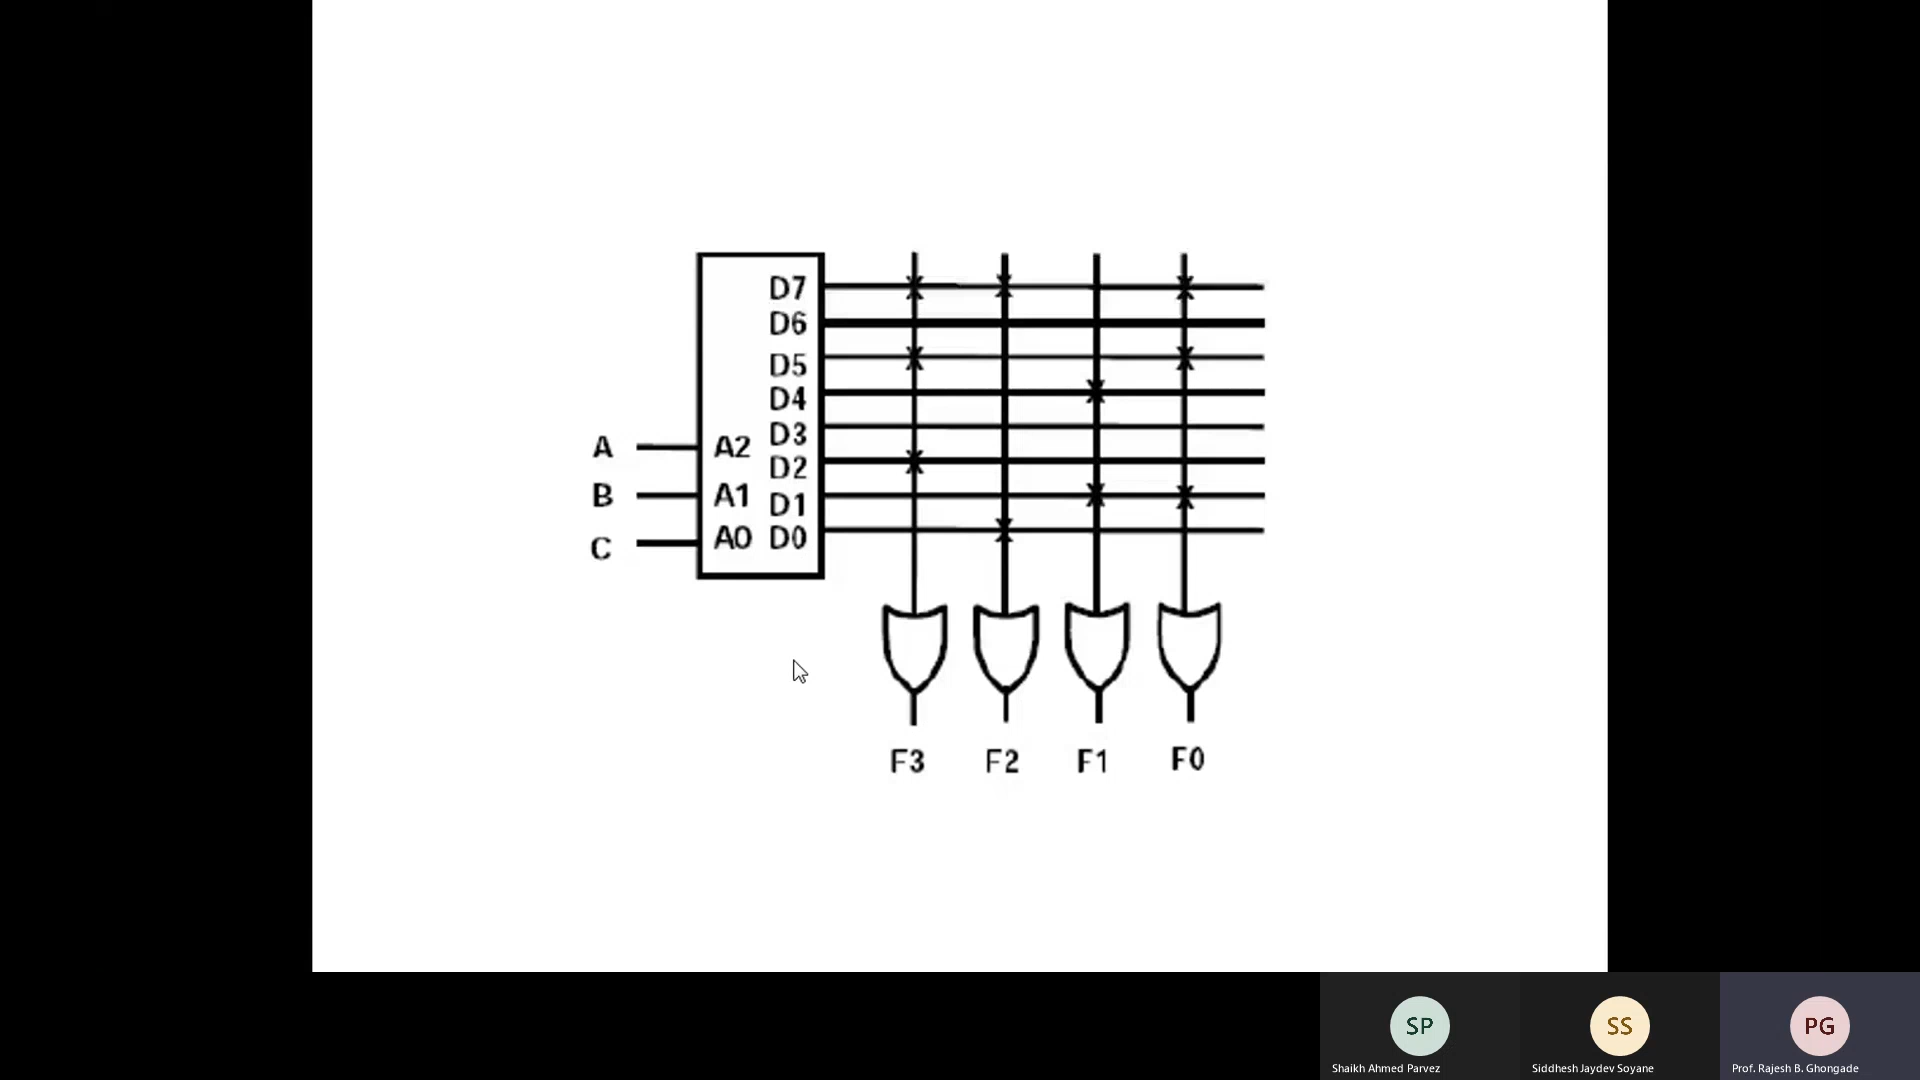 D7
D6
D5
D4
A A2 D3
D2
B A1 D1
C A0 D0
F3 F2 F1 F0
SP SS PG
Shaikh Ahmed Parvez Siddhesh Jaydev Soyane Prof. Rajesh B. Ghongade